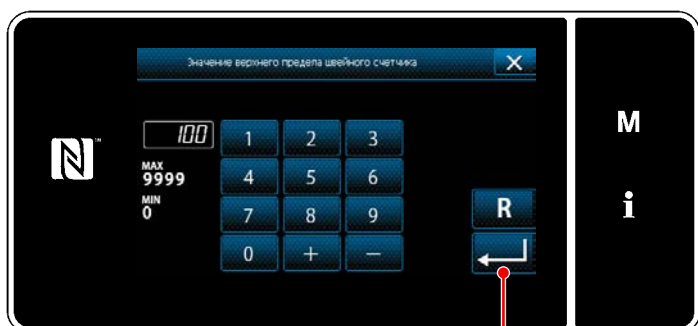 Значение верхнего предела швейного счетчика
X
100
1 2 3
MAX
9999
4 5 6
MIN
0
7 8 9
R
0 + −
N™
M
i